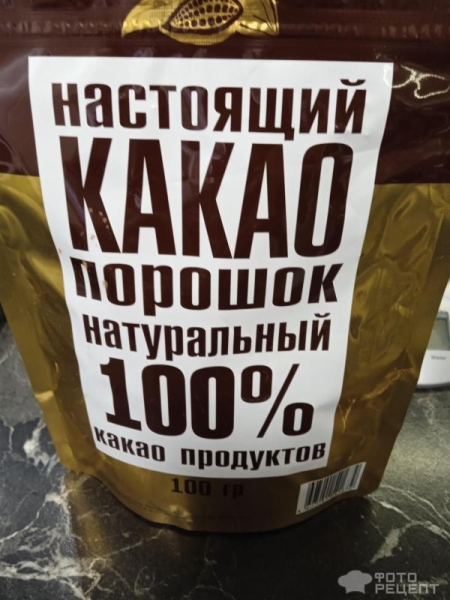 настоящий
КАКАО
порошок
натуральный
100%
какао продуктов
100 гр
ФОТО
РЕЦЕПТ